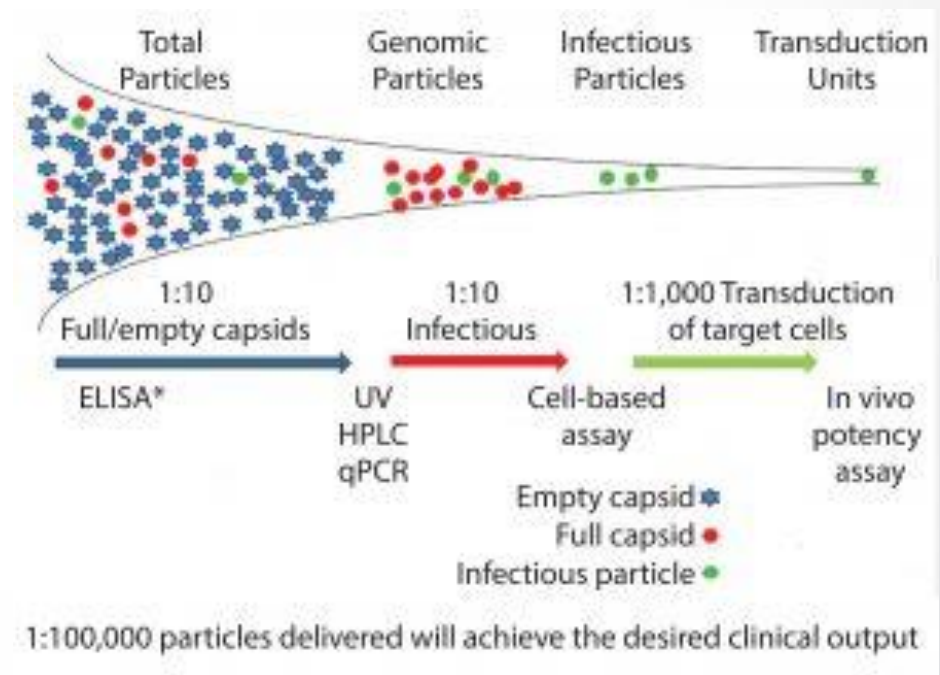 Total
Particles
Genomic
Particles
Infectious
Particles
Transduction
Units
1:10
Full/empty capsids
1:10
Infectious
1:1,000 Transduction
of target cells
ELISA*
UV
HPLC
qPCR
Cell-based
assay
In vivo
potency
assay
Empty capsid
Full capsid
Infectious particle
1:100,000 particles delivered will achieve the desired clinical output